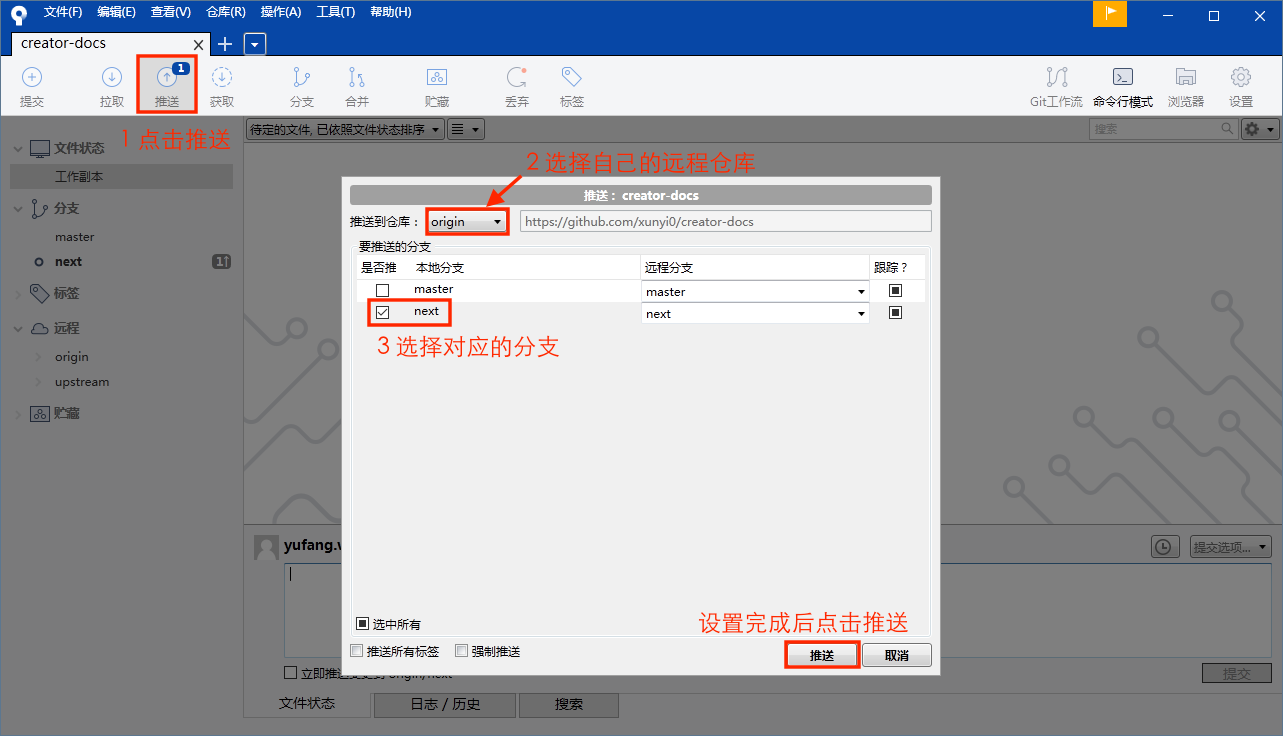 文件(F) 编辑(E) 查看(V) 仓库(R) 操作(A) 工具(T) 帮助(H)
creator-docs
1
提交 拉取 推送 获取 分支 合并 贮藏 丢弃 标签 Git工作流 命令行模式 浏览器 设置
1 点击推送
待定的文件, 已依照文件状态排序
搜索
文件状态
工作副本
分支
master
next 1↑
标签
远程
origin
upstream
贮藏
2 选择自己的远程仓库
推送 : creator-docs
推送到仓库 : origin https://github.com/xunyi0/creator-docs
要推送的分支
是否推 本地分支 远程分支 跟踪 ?
master master
next next
3 选择对应的分支
选中所有
设置完成后点击推送
推送所有标签 强制推送
推送 取消
yufang.
提交选项...
立即推送变更到 origin/next
提交
文件状态 日志 / 历史 搜索